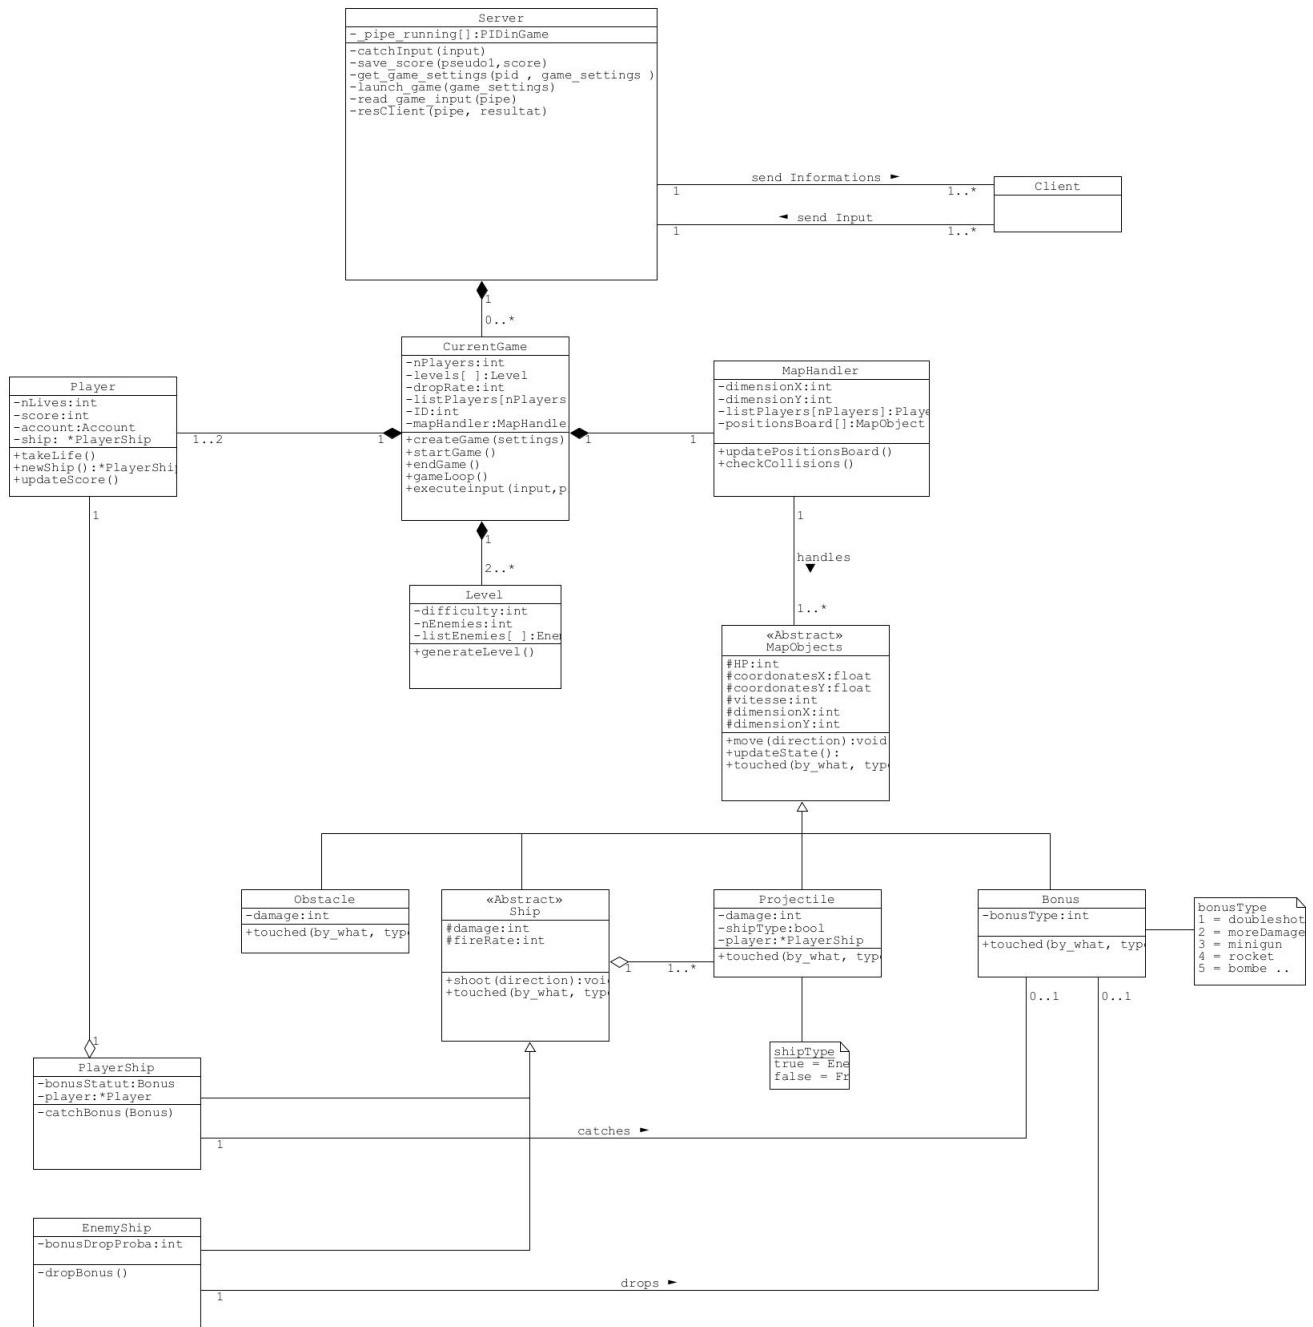 Server
-_pipe_running[]:PIDinGame
-catchInput(input)
-save_score(pseudo1,score)
-get_game_settings(pid , game_settings )
-launch_game(game_settings)
-read_game_input(pipe)
-resClient(pipe, resultat)
send Informations ►
1
1..*
Client
◄ send Input
1
1..*
1
0..*
CurrentGame
-nPlayers:int
-levels[ ]:Level
-dropRate:int
-listPlayers[nPlayers
-ID:int
-mapHandler:MapHandle
+createGame(settings)
+startGame()
+endGame()
+gameLoop()
+executeinput(input,p
Player
-nLives:int
-score:int
-account:Account
-ship: *PlayerShip
+takeLife()
+newShip():*PlayerShip
+updateScore()
1..2
1
1
1
MapHandler
-dimensionX:int
-dimensionY:int
-listPlayers[nPlayers]:Playe
-positionsBoard[]:MapObject
+updatePositionsBoard()
+checkCollisions()
1
1
2..*
1
handles
▼
1..*
Level
-difficulty:int
-nEnemies:int
-listEnemies[ ]:Ene
+generateLevel()
«Abstract»
MapObjects
#HP:int
#coordonatesX:float
#coordonatesY:float
#vitesse:int
#dimensionX:int
#dimensionY:int
+move(direction):void
+updateState():
+touched(by_what, type
Obstacle
-damage:int
+touched(by_what, typ
«Abstract»
Ship
#damage:int
#fireRate:int
+shoot(direction):voi
+touched(by_what, type
1
1..*
Projectile
-damage:int
-shipType:bool
-player:*PlayerShip
+touched(by_what, typ
Bonus
-bonusType:int
+touched(by_what, typ
bonusType
1 = doubleshot
2 = moreDamage
3 = minigun
4 = rocket
5 = bombe ..
0..1
0..1
shipType
true = Ene
false = Fr
1
PlayerShip
-bonusStatut:Bonus
-player:*Player
-catchBonus(Bonus)
catches ►
1
EnemyShip
-bonusDropProba:int
-dropBonus()
drops ►
1